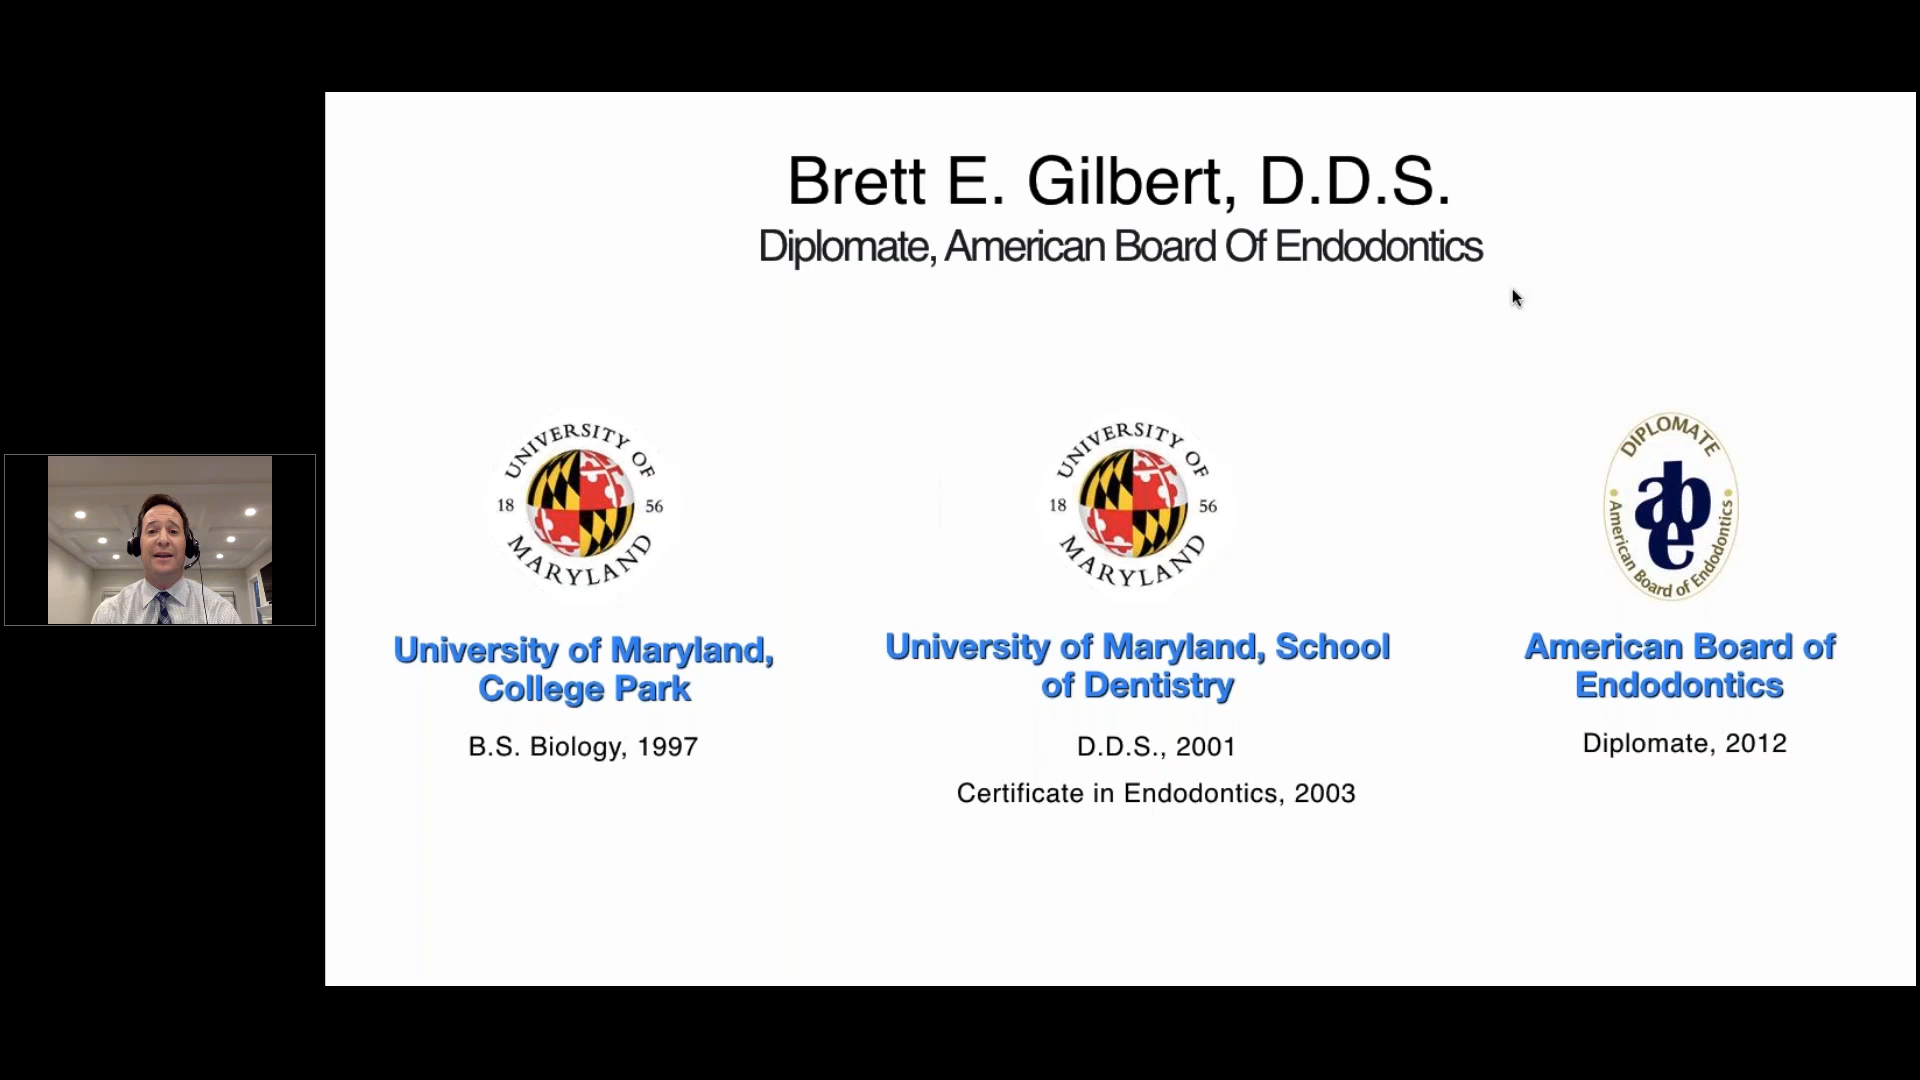 Brett E. Gilbert, D.D.S.
Diplomate, American Board Of Endodontics
UNIVERSITY OF
18 56
MARYLAND
University of Maryland,
College Park
B.S. Biology, 1997
UNIVERSITY OF
18 56
MARYLAND
University of Maryland, School
of Dentistry
D.D.S., 2001
Certificate in Endodontics, 2003
DIPLOMATE
abe
American Board of Endodontics
American Board of
Endodontics
Diplomate, 2012